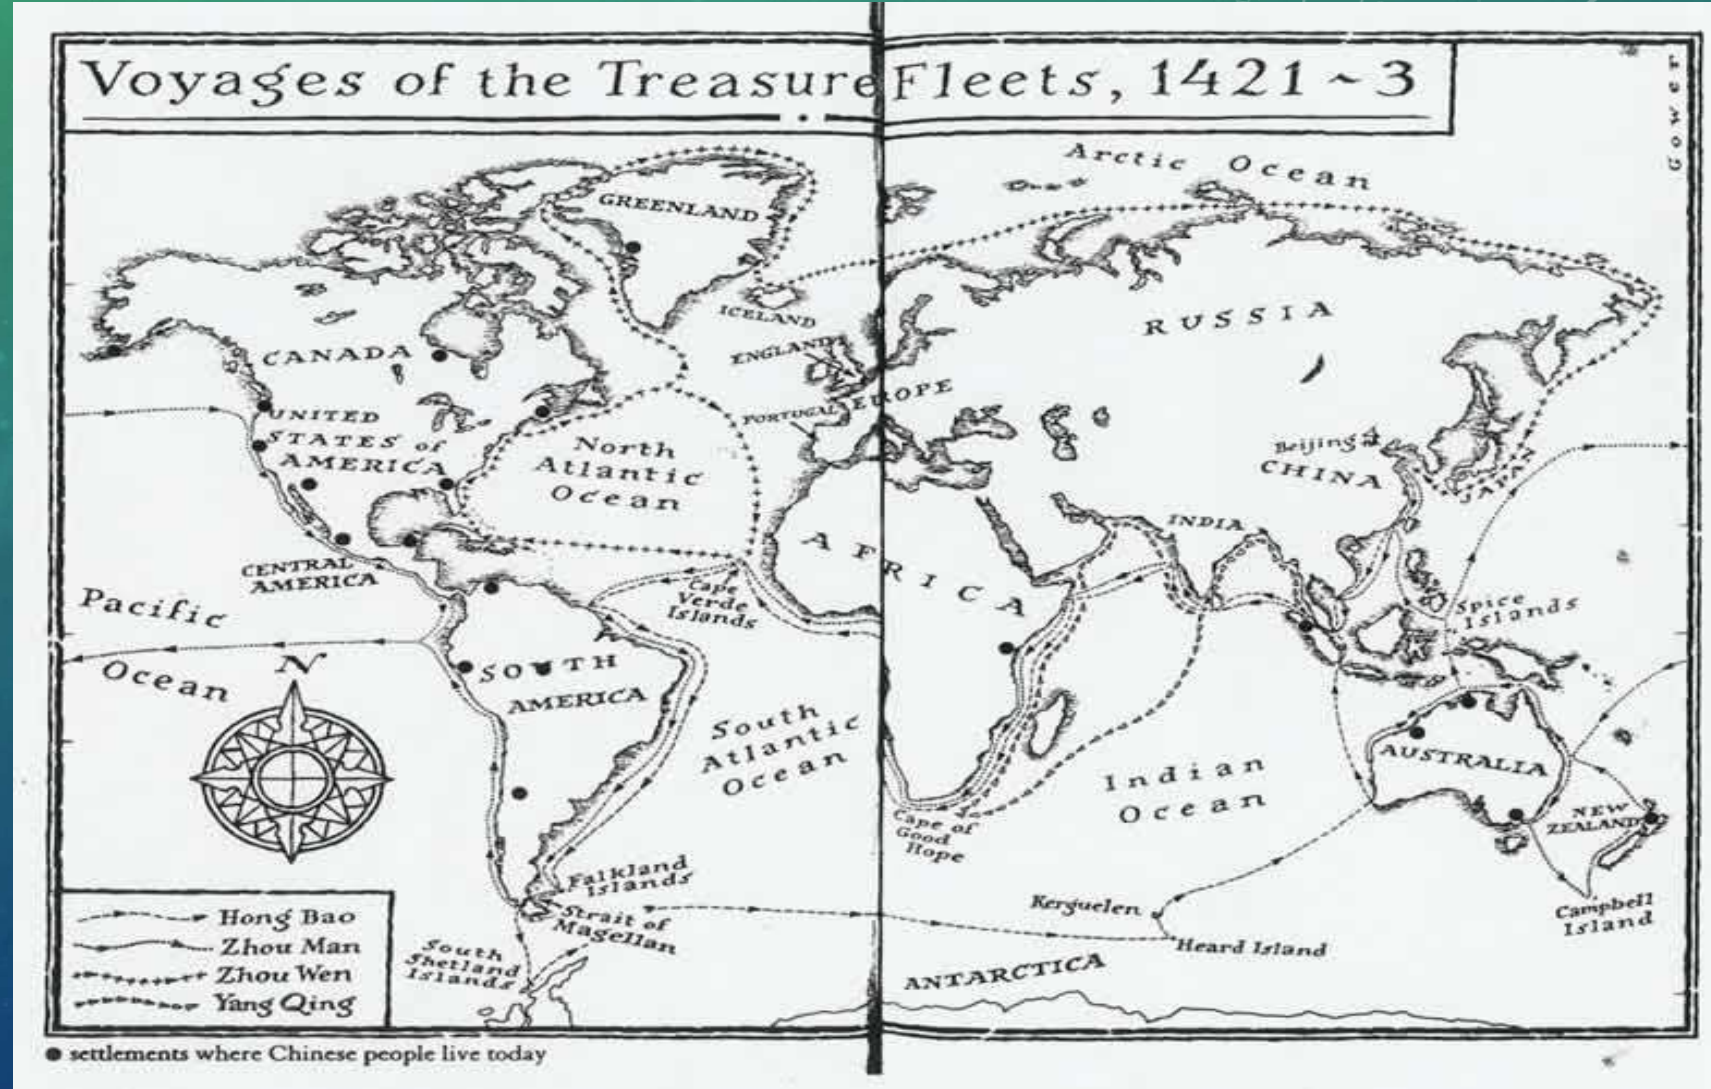 Voyages of the Treasure Fleets, 1421~3
Gower
Arctic Ocean
GREENLAND
ICELAND
RUSSIA
CANADA
ENGLAND
EUROPE
PORTUGAL
UNITED
STATES of
AMERICA
North
Atlantic
Ocean
Beijing
CHINA
JAPAN
INDIA
AFRICA
CENTRAL
AMERICA
Cape
Verde
Islands
Spice
Islands
Pacific
Ocean
N
SOUTH
AMERICA
South
Atlantic
Ocean
Indian
Ocean
AUSTRALIA
NEW
ZEALAND
Cape of
Good
Hope
Falkland
Islands
Strait of
Magellan
South
Shetland
Islands
Kerguelen
Heard Island
Campbell
Island
ANTARCTICA
Hong Bao
Zhou Man
Zhou Wen
Yang Qing
settlements where Chinese people live today